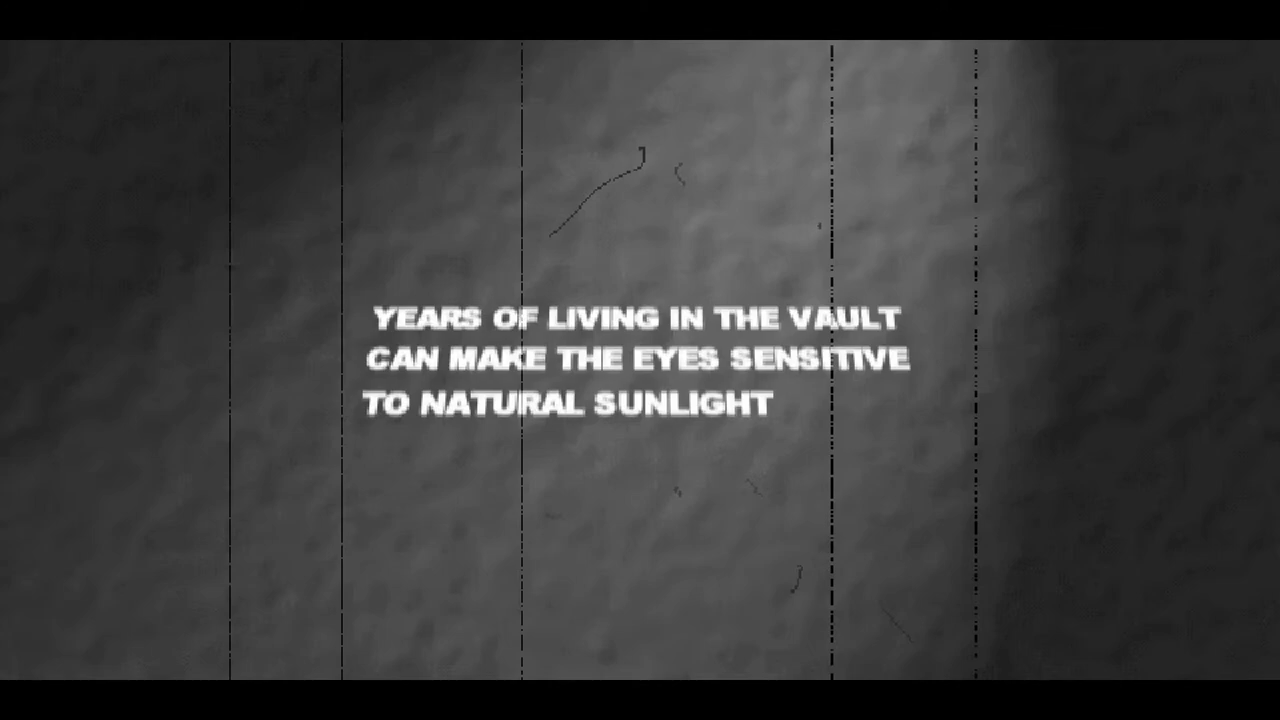 YEARS OF LIVING IN THE VAULT
CAN MAKE THE EYES SENSITIVE
TO NATURAL SUNLIGHT